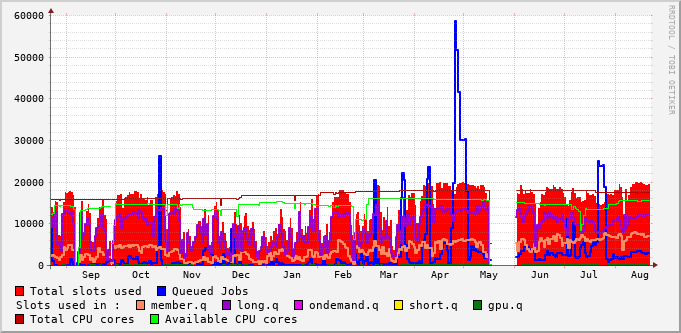 60000
50000
40000
30000
20000
10000
0
Sep Oct Nov Dec Jan Feb Mar Apr May Jun Jul Aug
Total slots used Queued Jobs
Slots used in : member.q long.q ondemand.q short.q gpu.q
Total CPU cores Available CPU cores
RRDTOOL / TOBI OETIKER